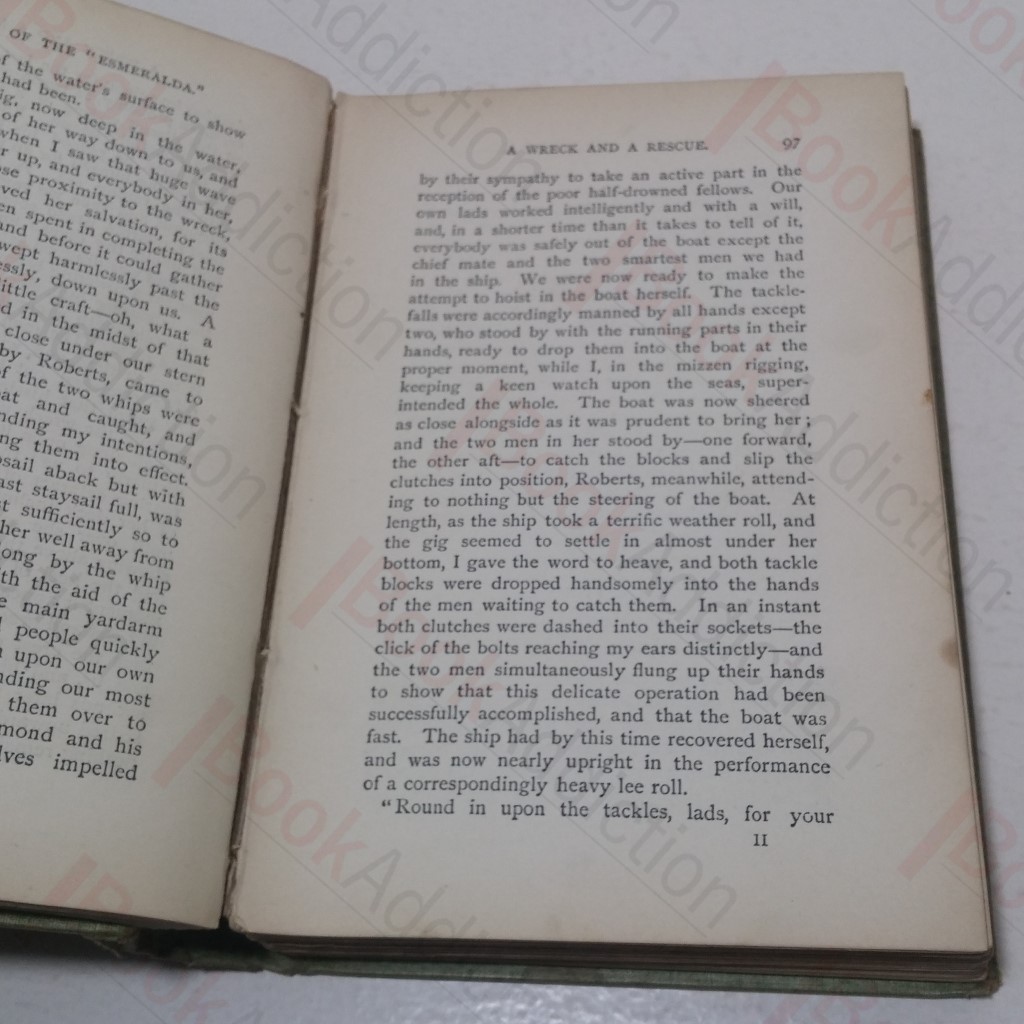 OF THE "ESMERALDA."
of the water's surface to show
had been.
ig, now deep in the water,
of her way down to us, and
when I saw that huge wave
r up, and everybody in her,
se proximity to the wreck,
ved her salvation, for its
en spent in completing the
and before it could gather
wept harmlessly past the
essly, down upon us. A
little craft—oh, what a
d in the midst of that
close under our stern
by Roberts, came to
of the two whips were
eat and caught, and
nding my intentions,
ng them into effect.
psail aback but with
ast staysail full, was
st sufficiently so to
her well away from
long by the whip
th the aid of the
e main yardarm
d people quickly
n upon our own
nding our most
them over to
mond and his
lves impelled
A WRECK AND A RESCUE. 97
by their sympathy to take an active part in the
reception of the poor half-drowned fellows. Our
own lads worked intelligently and with a will,
and, in a shorter time than it takes to tell of it,
everybody was safely out of the boat except the
chief mate and the two smartest men we had
in the ship. We were now ready to make the
attempt to hoist in the boat herself. The tackle-
falls were accordingly manned by all hands except
two, who stood by with the running parts in their
hands, ready to drop them into the boat at the
proper moment, while I, in the mizzen rigging,
keeping a keen watch upon the seas, super-
intended the whole. The boat was now sheered
as close alongside as it was prudent to bring her;
and the two men in her stood by—one forward,
the other aft—to catch the blocks and slip the
clutches into position, Roberts, meanwhile, attend-
ing to nothing but the steering of the boat. At
length, as the ship took a terrific weather roll, and
the gig seemed to settle in almost under her
bottom, I gave the word to heave, and both tackle
blocks were dropped handsomely into the hands
of the men waiting to catch them. In an instant
both clutches were dashed into their sockets—the
click of the bolts reaching my ears distinctly—and
the two men simultaneously flung up their hands
to show that this delicate operation had been
successfully accomplished, and that the boat was
fast. The ship had by this time recovered herself,
and was now nearly upright in the performance
of a correspondingly heavy lee roll.
"Round in upon the tackles, lads, for your
II
BookAddiction